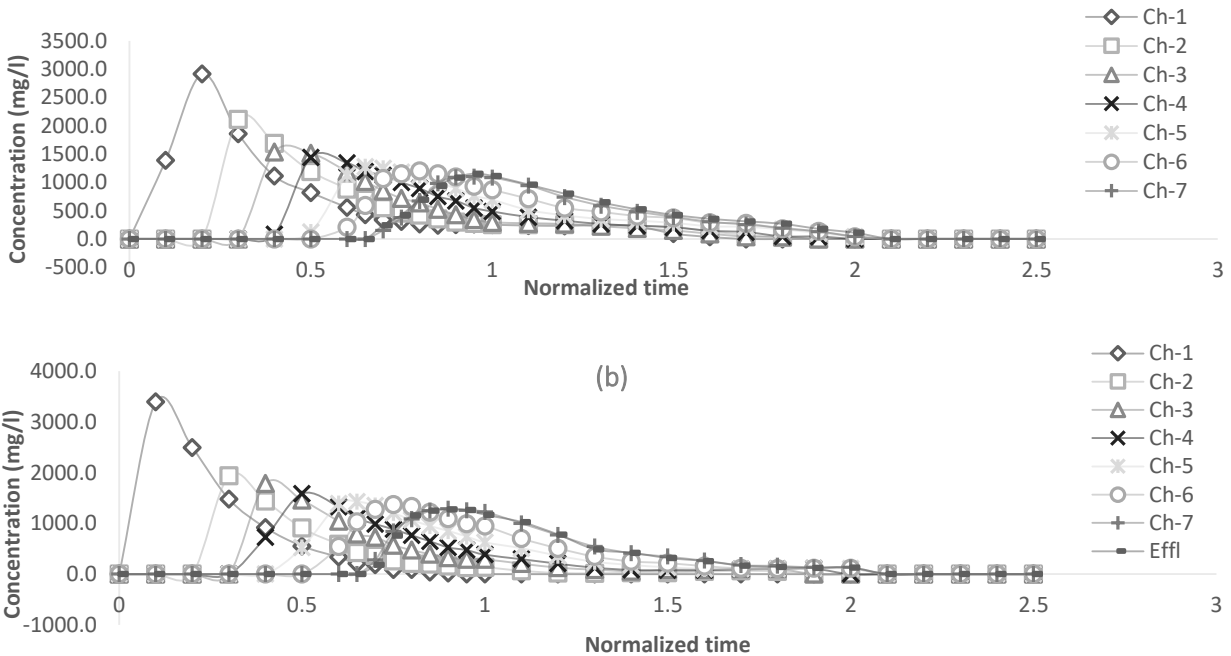 Concentration (mg/l)
3500.0
3000.0
2500.0
2000.0
1500.0
1000.0
500.0
0.0
-500.0
0
0.5
1
1.5
2
2.5
3
Normalized time
Ch-1
Ch-2
Ch-3
Ch-4
Ch-5
Ch-6
Ch-7
(b)
Concentration (mg/l)
4000.0
3000.0
2000.0
1000.0
0.0
-1000.0
0
0.5
1
1.5
2
2.5
3
Normalized time
Ch-1
Ch-2
Ch-3
Ch-4
Ch-5
Ch-6
Ch-7
Effl